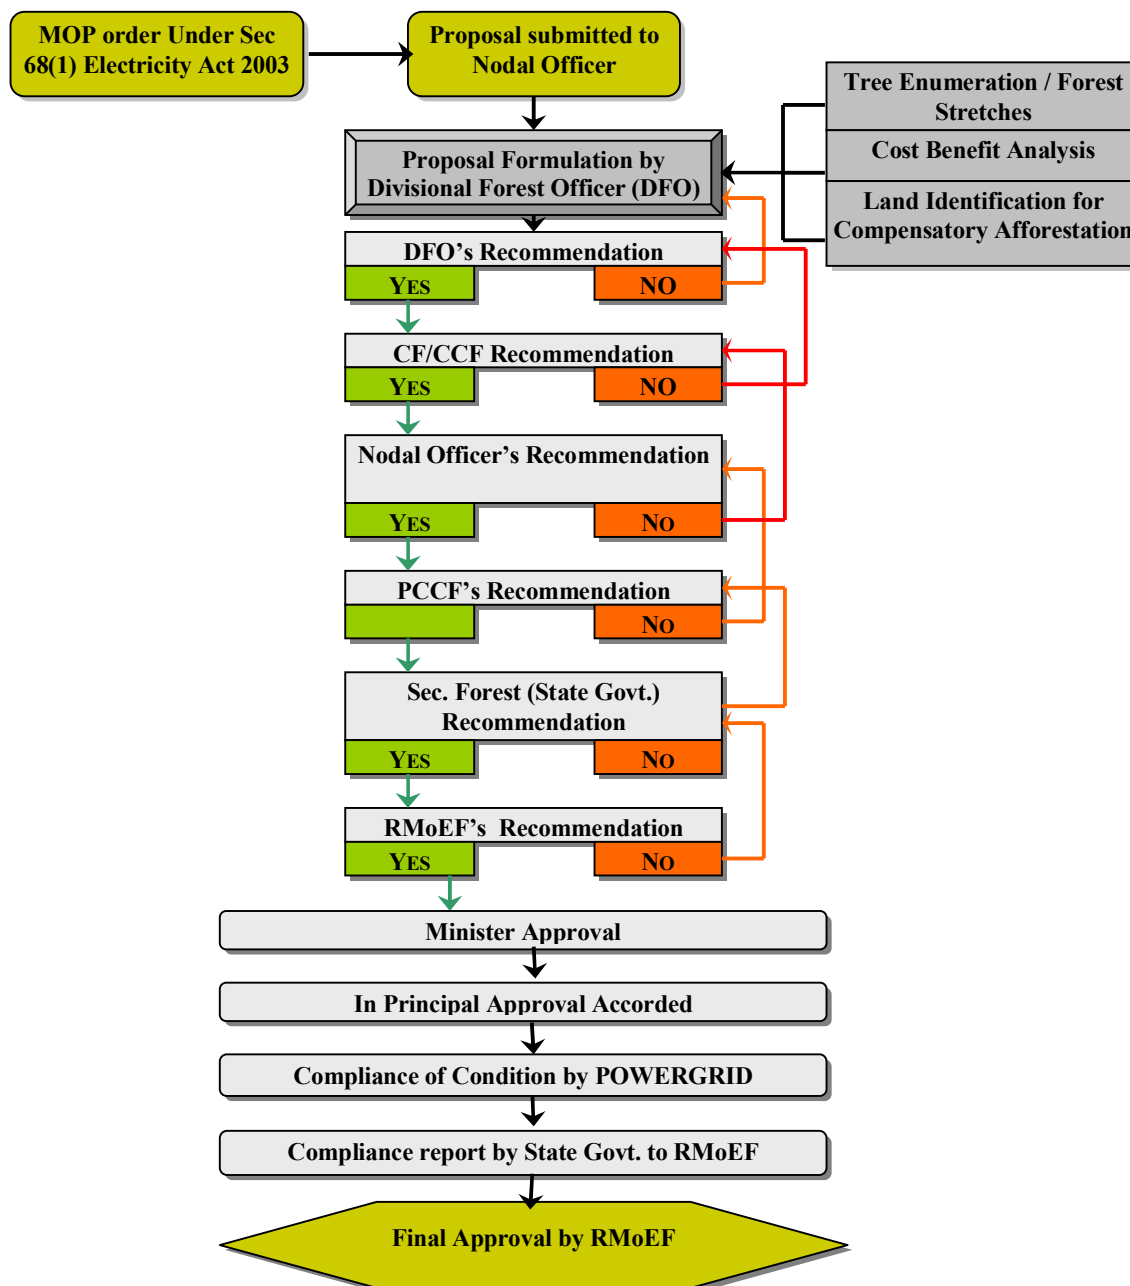 MOP order Under Sec
68(1) Electricity Act 2003
Proposal submitted to
Nodal Officer
Tree Enumeration / Forest
Stretches
Cost Benefit Analysis
Land Identification for
Compensatory Afforestation
Proposal Formulation by
Divisional Forest Officer (DFO)
DFO's Recommendation
YES
NO
CF/CCF Recommendation
YES
NO
Nodal Officer's Recommendation
YES
NO
PCCF's Recommendation
NO
Sec. Forest (State Govt.)
Recommendation
YES
NO
RMoEF's Recommendation
YES
NO
Minister Approval
In Principal Approval Accorded
Compliance of Condition by POWERGRID
Compliance report by State Govt. to RMoEF
Final Approval by RMoEF